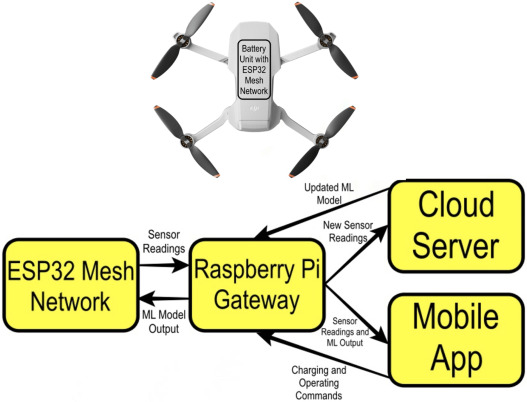 Battery
Unit with
ESP32
Mesh
Network
Updated ML
Model
Cloud
Server
New Sensor
Readings
Sensor
Readings
ESP32 Mesh
Network
Raspberry Pi
Gateway
ML Model
Output
Sensor
Readings and
ML Output
Mobile
App
Charging and
Operating
Commands